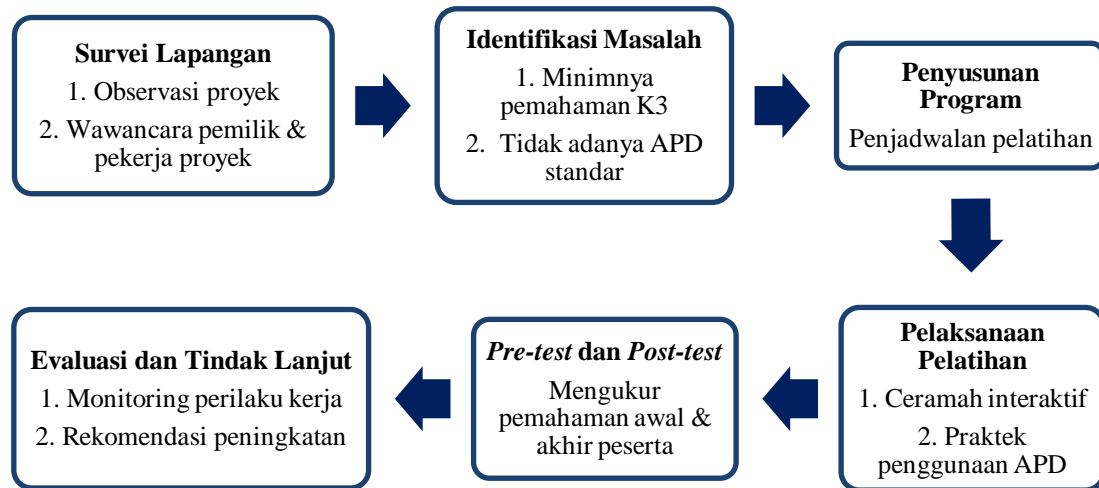 Survei Lapangan
1. Observasi proyek
2. Wawancara pemilik &
pekerja proyek
Identifikasi Masalah
1. Minimnya
pemahaman K3
2. Tidak adanya APD
standar
Penyusunan
Program
Penjadwalan pelatihan
Pelaksanaan
Pelatihan
1. Ceramah interaktif
2. Praktek
penggunaan APD
Pre-test dan Post-test
Mengukur
pemahaman awal &
akhir peserta
Evaluasi dan Tindak Lanjut
1. Monitoring perilaku kerja
2. Rekomendasi peningkatan